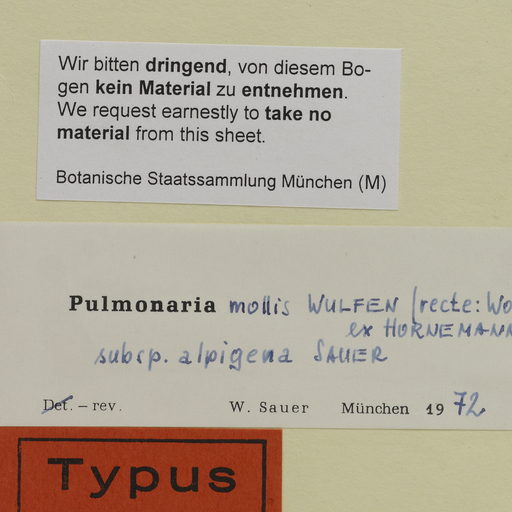 Wir bitten dringend, von diesem Bo-
gen kein Material zu entnehmen.
We request earnestly to take no
material from this sheet.
Botanische Staatssammlung München (M)
Pulmonaria mollis WULFEN (recte: Wo
ex HORNEMANN
subsp. alpigena SAUER
Det. – rev. W. Sauer München 1972
Typus